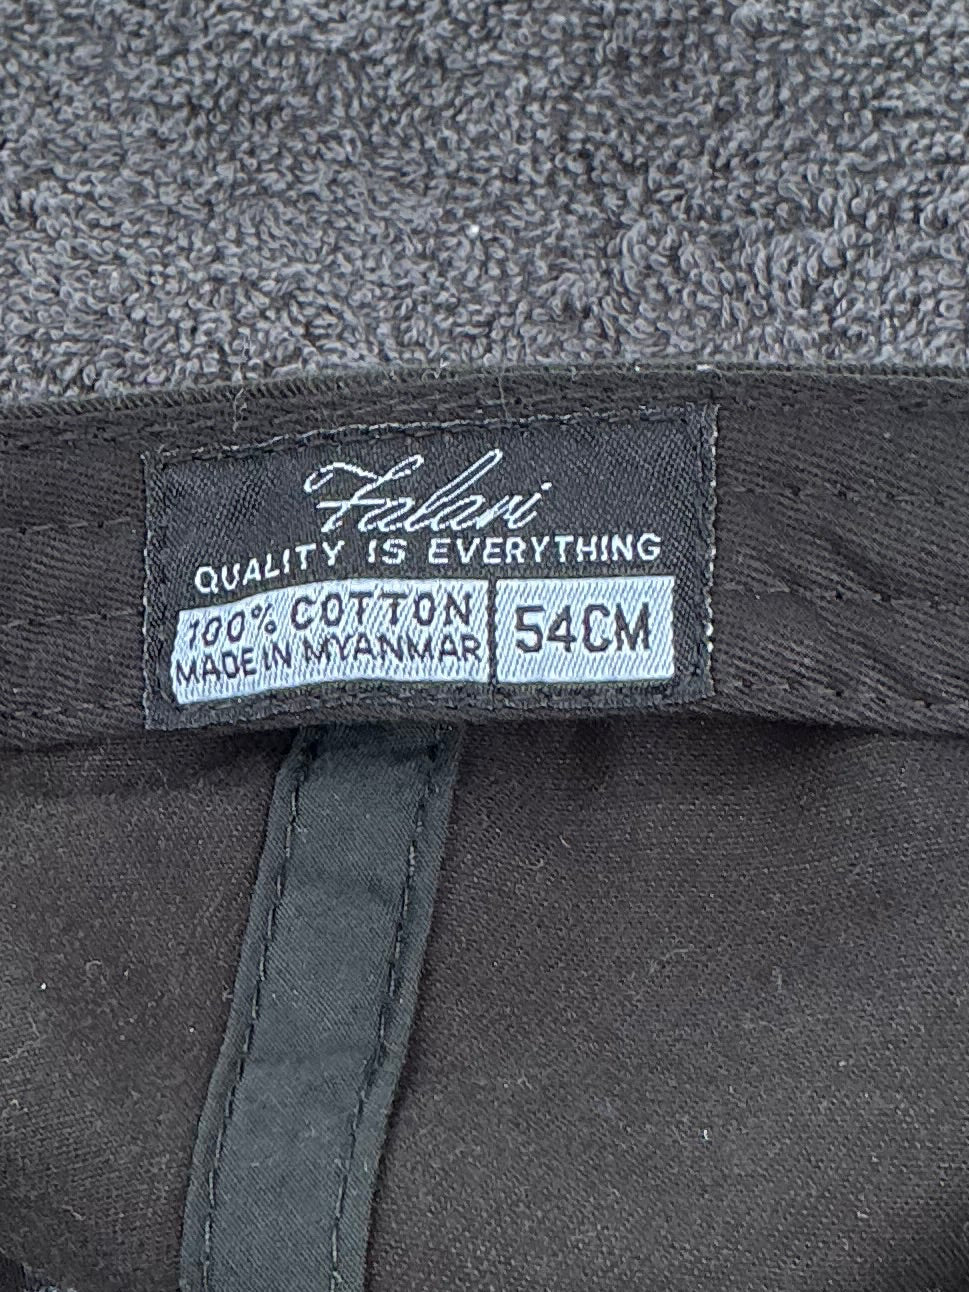 Falari
QUALITY IS EVERYTHING
100% COTTON
MADE IN MYANMAR
54CM